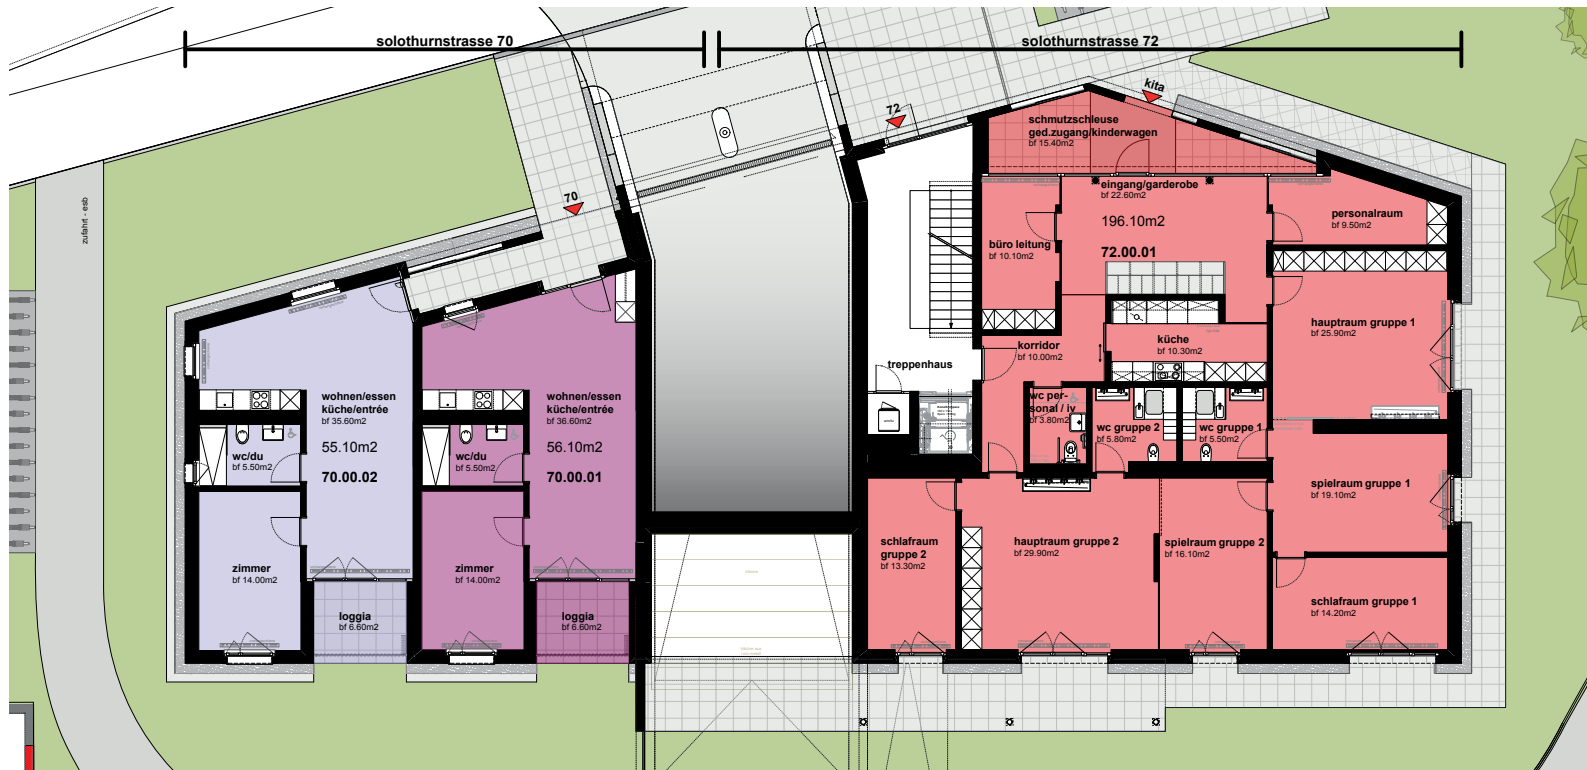 solothurnstrasse 70
solothurnstrasse 72
kita
72
70
zufahrt - esb
schmutzschleuse
ged.zugang/kinderwagen
bf 15.40m2
eingang/garderobe
bf 22.60m2
196.10m2
72.00.01
personalraum
bf 9.50m2
büro leitung
bf 10.10m2
hauptraum gruppe 1
bf 25.90m2
korridor
bf 10.00m2
küche
bf 10.30m2
treppenhaus
wohnen/essen
küche/entrée
bf 35.60m2
55.10m2
70.00.02
wohnen/essen
küche/entrée
bf 36.60m2
56.10m2
70.00.01
wc per-
sonal / iv
bf 3.80m2
wc gruppe 2
bf 5.80m2
wc gruppe 1
bf 5.50m2
wc/du
bf 5.50m2
wc/du
bf 5.50m2
spielraum gruppe 1
bf 19.10m2
schlafraum
gruppe 2
bf 13.30m2
hauptraum gruppe 2
bf 29.90m2
spielraum gruppe 2
bf 16.10m2
zimmer
bf 14.00m2
zimmer
bf 14.00m2
schlafraum gruppe 1
bf 14.20m2
loggia
bf 6.60m2
loggia
bf 6.60m2